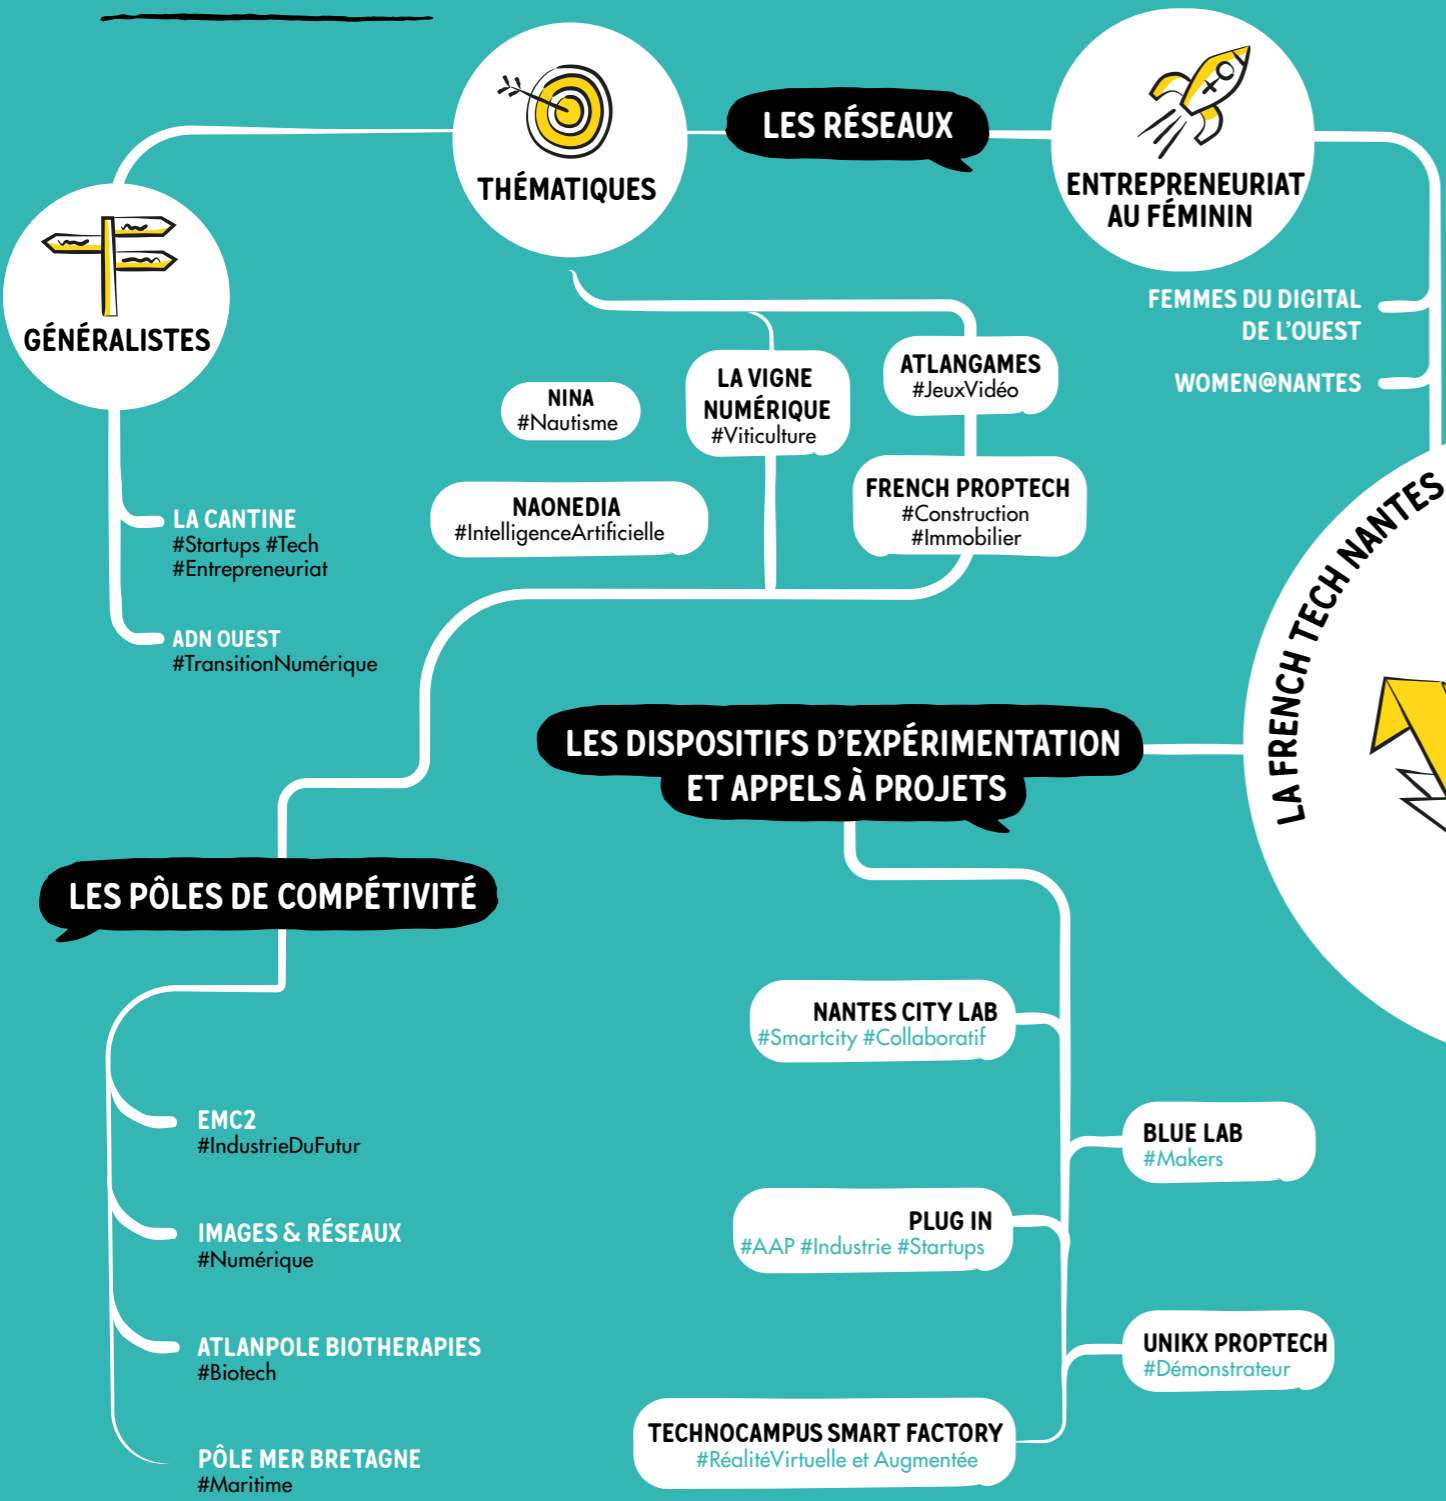 LES RÉSEAUX
THÉMATIQUES
ENTREPRENEURIAT
AU FÉMININ
GÉNÉRALISTES
FEMMES DU DIGITAL
DE L'OUEST
WOMEN@NANTES
NINA
#Nautisme
LA VIGNE
NUMÉRIQUE
#Viticulture
ATLANGAMES
#JeuxVidéo
NAONEDIA
#IntelligenceArtificielle
FRENCH PROPTECH
#Construction
#Immobilier
LA CANTINE
#Startups #Tech
#Entrepreneuriat
ADN OUEST
#TransitionNumérique
LA FRENCH TECH NANTES
LES DISPOSITIFS D'EXPÉRIMENTATION
ET APPELS À PROJETS
LES PÔLES DE COMPÉTIVITÉ
EMC2
#IndustrieDuFutur
IMAGES & RÉSEAUX
#Numérique
ATLANPOLE BIOTHERAPIES
#Biotech
PÔLE MER BRETAGNE
#Maritime
NANTES CITY LAB
#Smartcity #Collaboratif
BLUE LAB
#Makers
PLUG IN
#AAP #Industrie #Startups
UNIKX PROPTECH
#Démonstrateur
TECHNOCAMPUS SMART FACTORY
#RéalitéVirtuelle et Augmentée